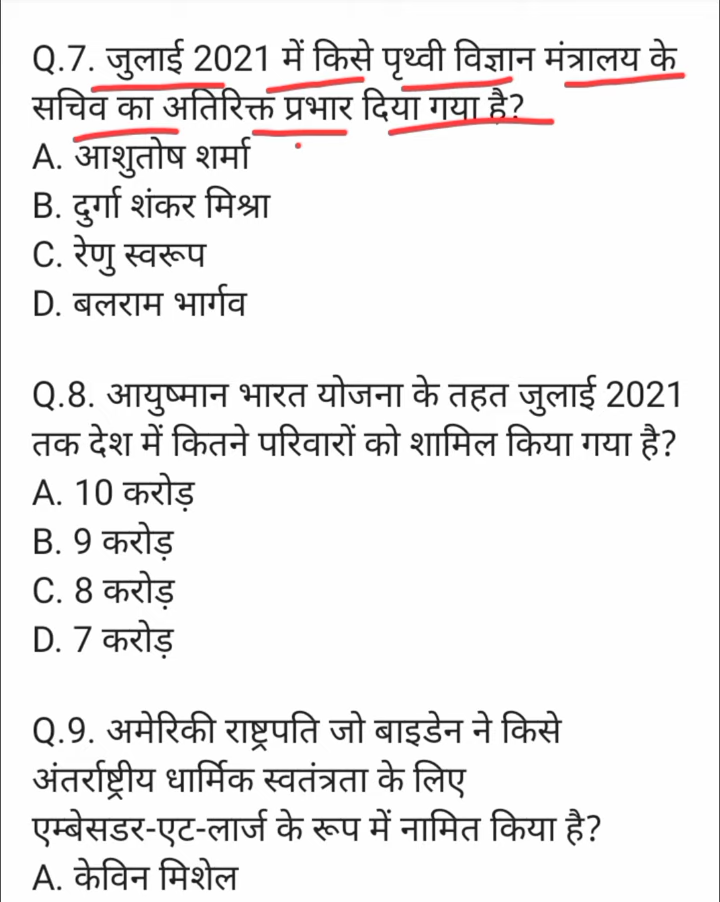 Q.7. जुलाई 2021 में किसे पृथ्वी विज्ञान मंत्रालय के
सचिव का अतिरिक्त प्रभार दिया गया है?
A. आशुतोष शर्मा
B. दुर्गा शंकर मिश्रा
C. रेणु स्वरूप
D. बलराम भार्गव
Q.8. आयुष्मान भारत योजना के तहत जुलाई 2021
तक देश में कितने परिवारों को शामिल किया गया है?
A. 10 करोड़
B. 9 करोड़
C. 8 करोड़
D. 7 करोड़
Q.9. अमेरिकी राष्ट्रपति जो बाइडेन ने किसे
अंतर्राष्ट्रीय धार्मिक स्वतंत्रता के लिए
एम्बेसडर-एट-लार्ज के रूप में नामित किया है?
A. केविन मिशेल